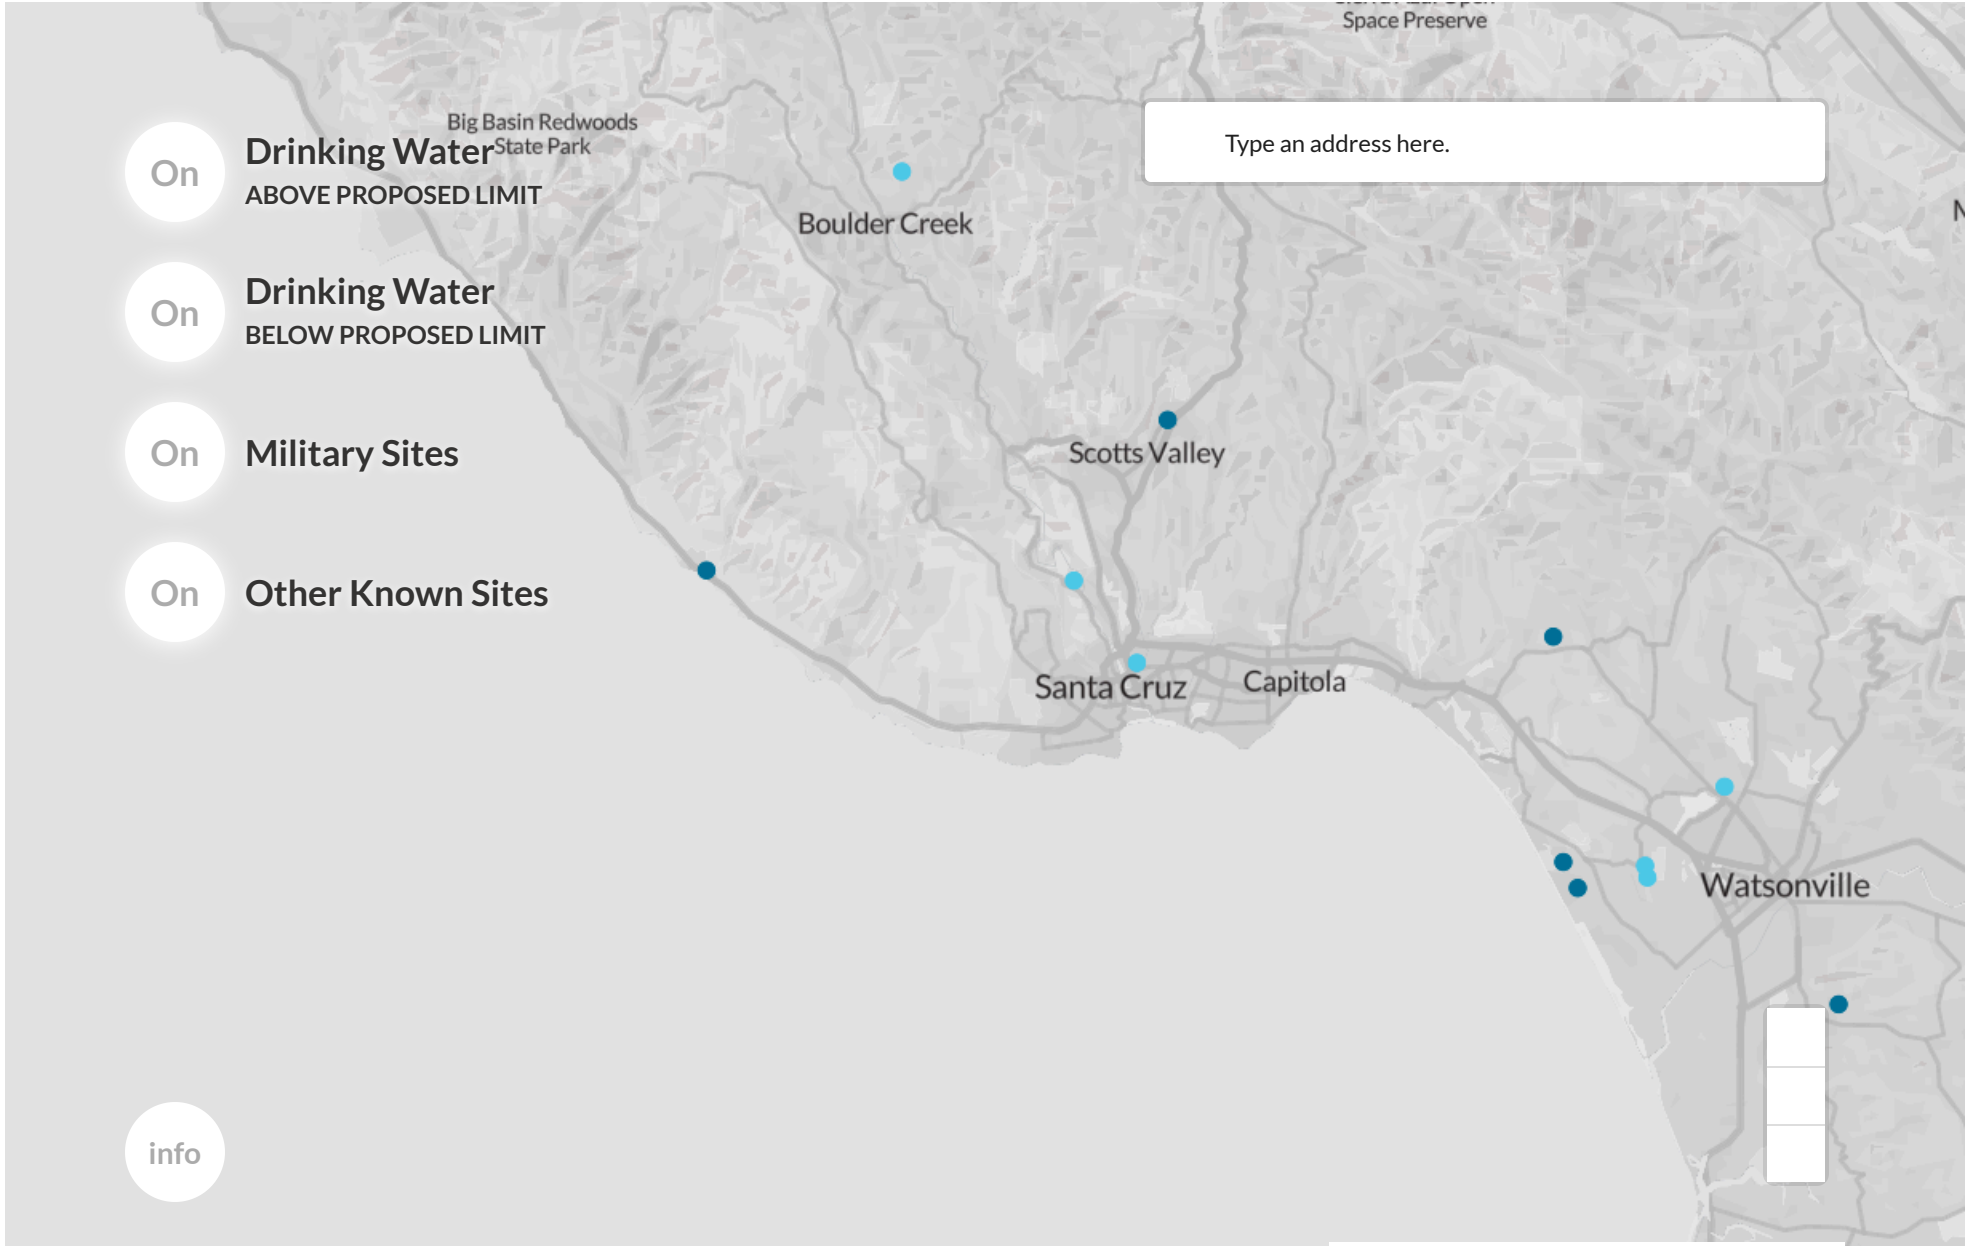 Space Preserve
Big Basin Redwoods
State Park
On
Drinking Water
ABOVE PROPOSED LIMIT
Type an address here.
Boulder Creek
On
Drinking Water
BELOW PROPOSED LIMIT
On
Military Sites
Scotts Valley
On
Other Known Sites
Santa Cruz
Capitola
Watsonville
info